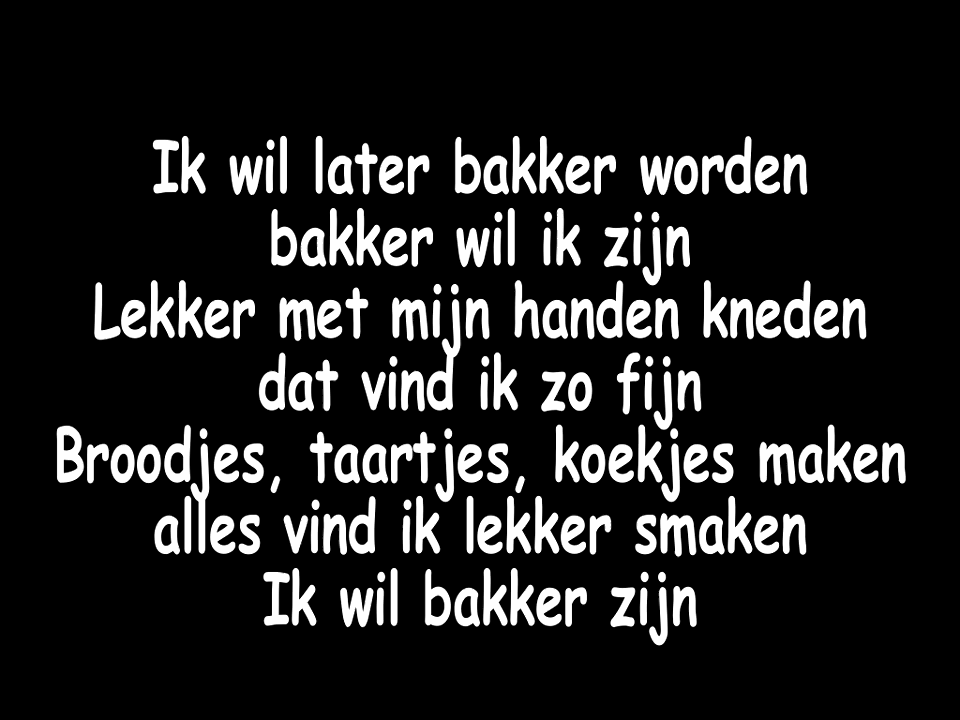 Ik wil later bakker worden
bakker wil ik zijn
Lekker met mijn handen kneden
dat vind ik zo fijn
Broodjes, taartjes, koekjes maken
alles vind ik lekker smaken
Ik wil bakker zijn